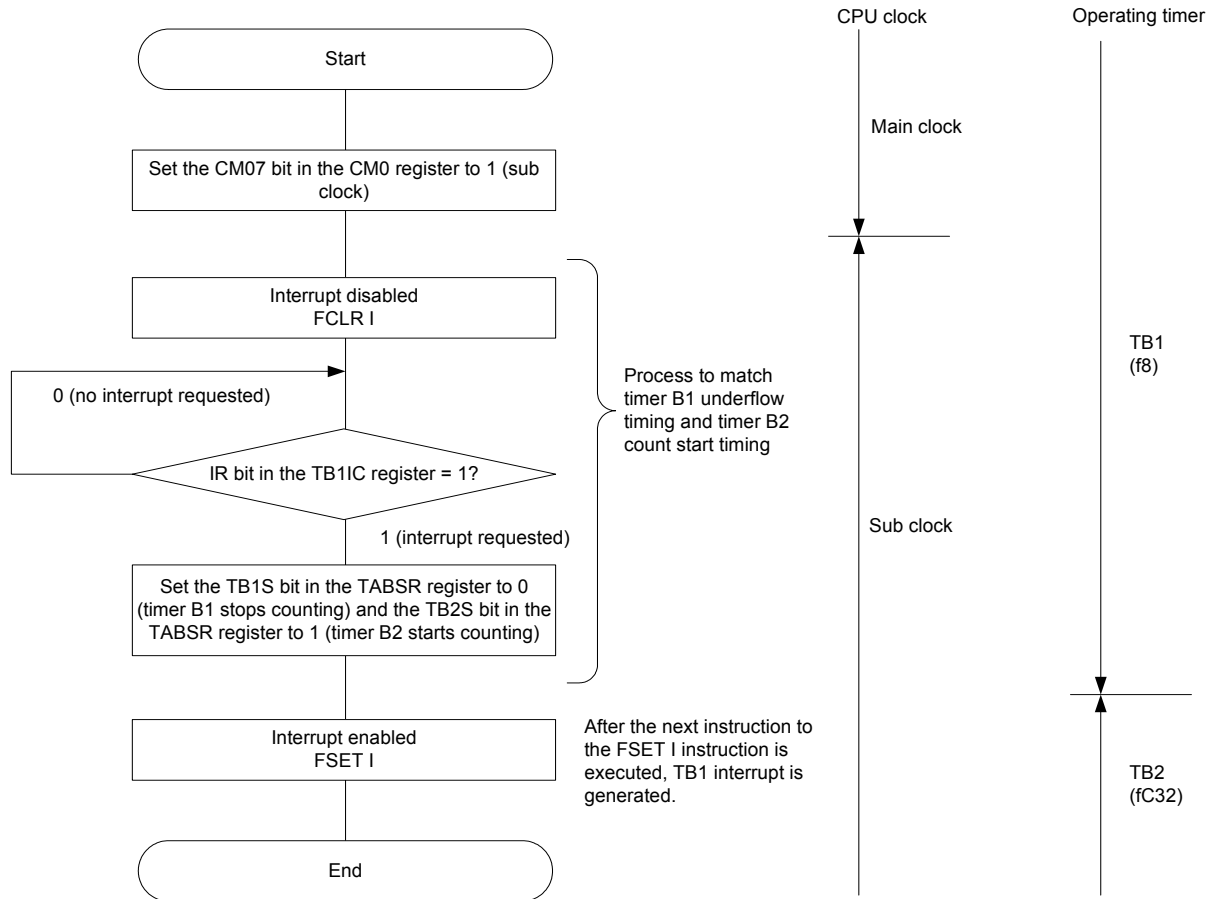 CPU clock
Operating timer
Start
Main clock
Set the CM07 bit in the CM0 register to 1 (sub
clock)
Interrupt disabled
FCLR I
TB1
(f8)
0 (no interrupt requested)
Process to match
timer B1 underflow
timing and timer B2
count start timing
IR bit in the TB1IC register = 1?
Sub clock
1 (interrupt requested)
Set the TB1S bit in the TABSR register to 0
(timer B1 stops counting) and the TB2S bit in the
TABSR register to 1 (timer B2 starts counting)
Interrupt enabled
FSET I
After the next instruction to
the FSET I instruction is
executed, TB1 interrupt is
generated.
TB2
(fC32)
End